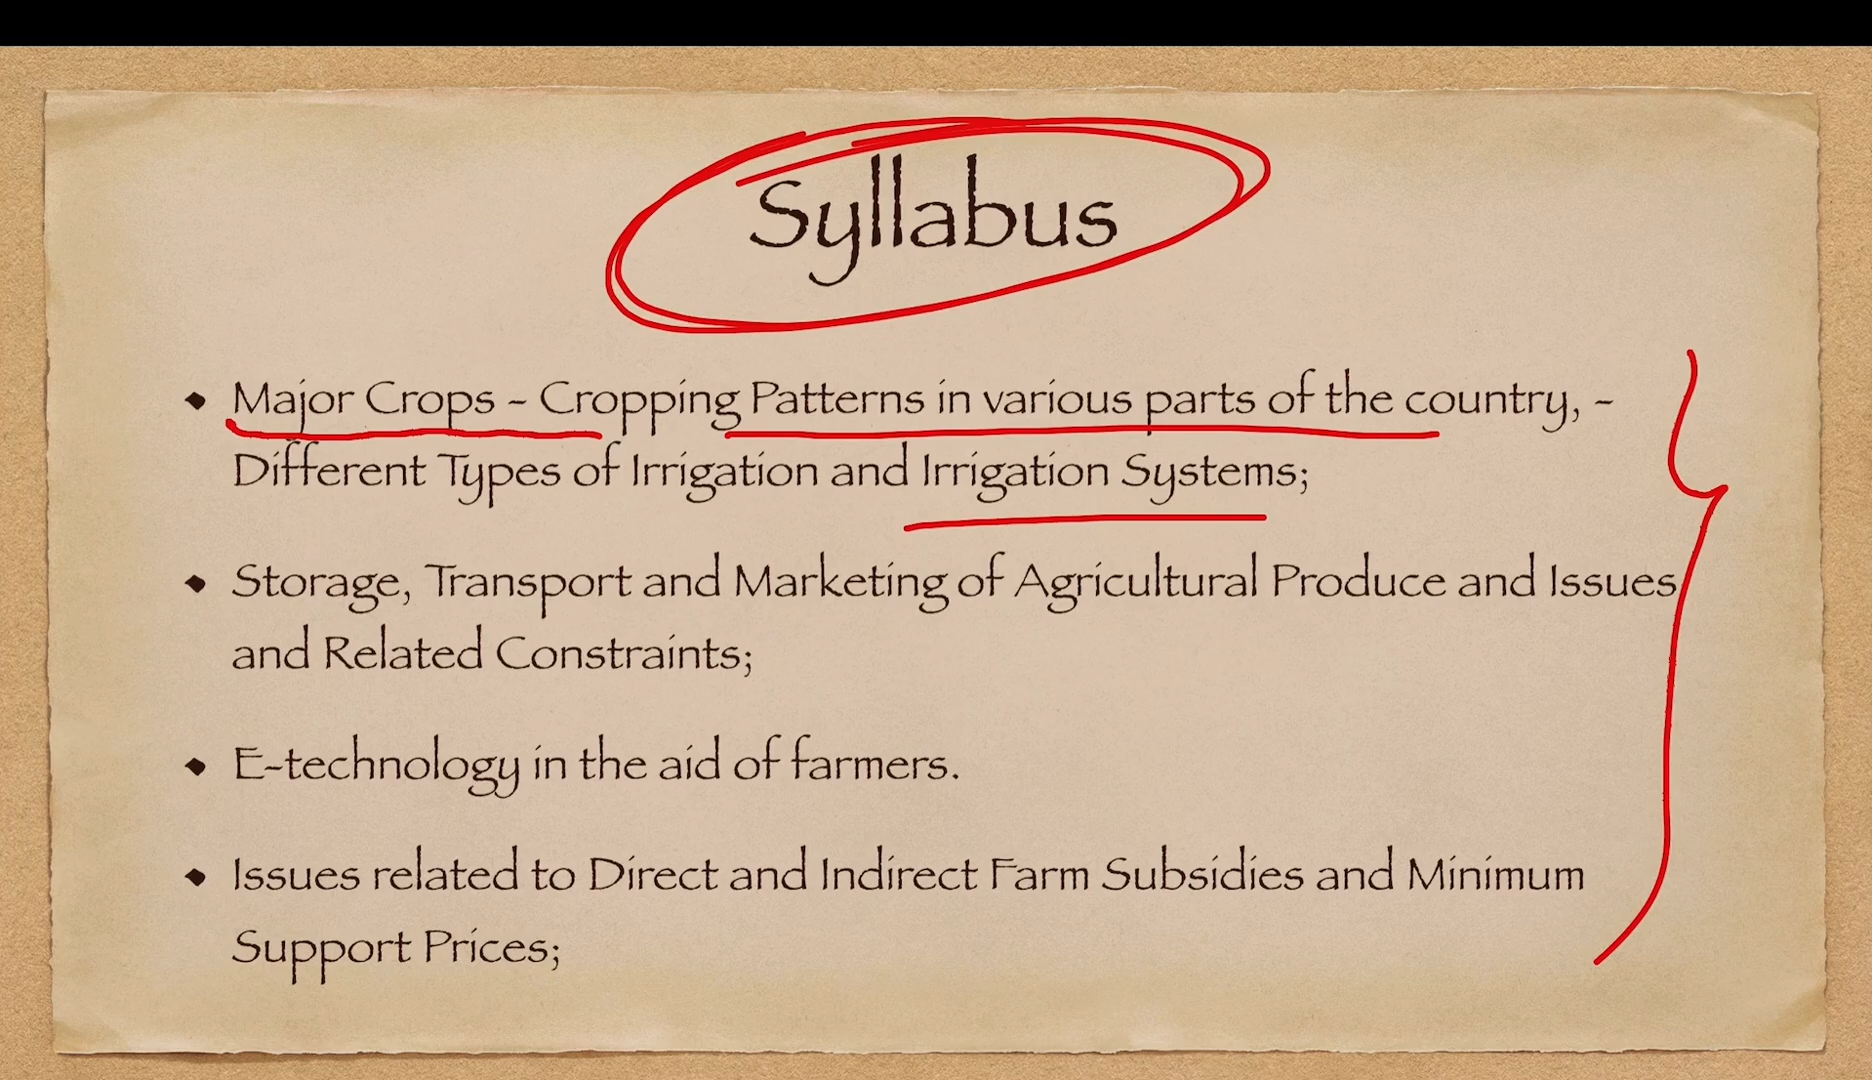 Syllabus
• Major Crops - Cropping Patterns in various parts of the country, -
Different Types of Irrigation and Irrigation Systems;
• Storage, Transport and Marketing of Agricultural Produce and Issues
and Related Constraints;
• E-technology in the aid of farmers.
• Issues related to Direct and Indirect Farm Subsidies and Minimum
Support Prices;